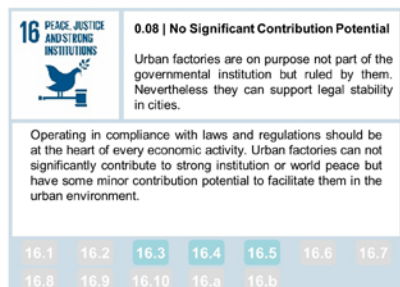 16 PEACE, JUSTICE
AND STRONG
INSTITUTIONS
0.08 | No Significant Contribution Potential
Urban factories are on purpose not part of the
governmental institution but ruled by them.
Nevertheless they can support legal stability
in cities.
Operating in compliance with laws and regulations should be
at the heart of every economic activity. Urban factories can not
significantly contribute to strong institution or world peace but
have some minor contribution potential to facilitate them in the
urban environment.
16.1 16.2 16.3 16.4 16.5 16.6 16.7
16.8 16.9 16.10 16.a 16.b